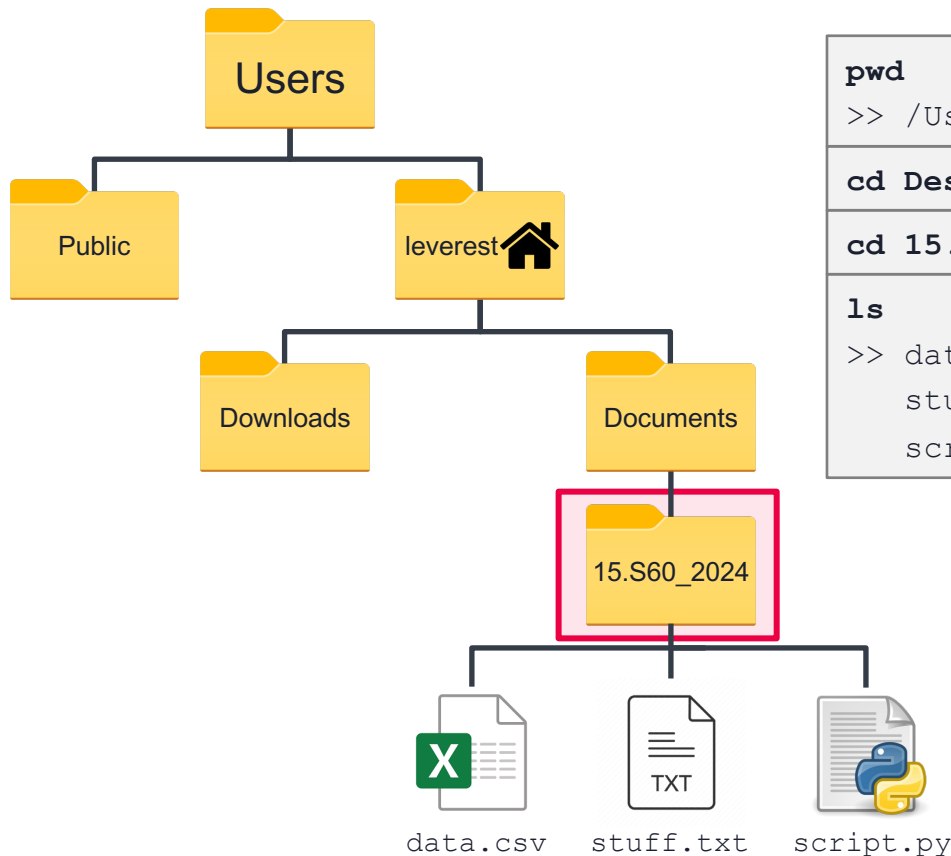 Users
Public
leverest
Downloads
Documents
15.S60_2024
X
TXT
data.csv stuff.txt script.py
pwd
>> /Us
cd Des
cd 15.
ls
>> dat
stu
scr